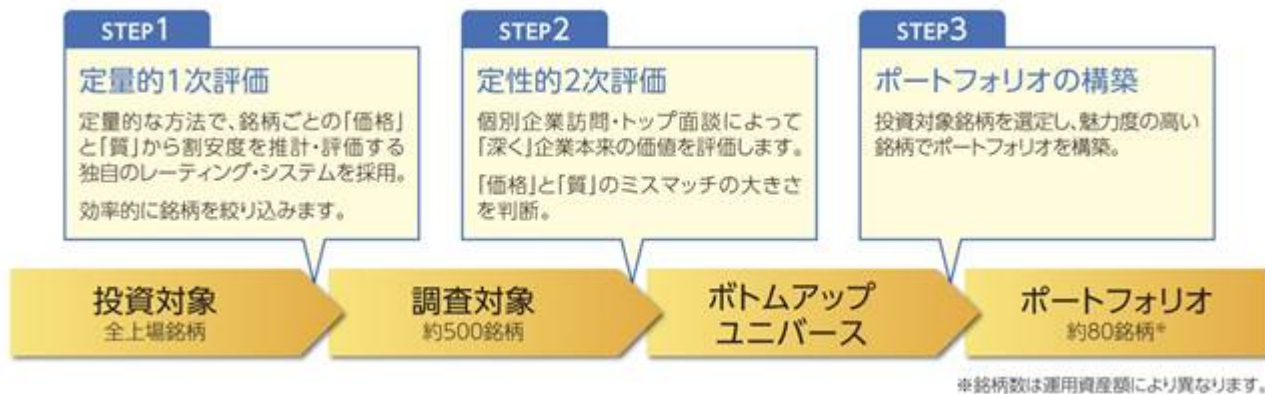 STEP1
定量的1次評価
定量的な方法で、銘柄ごとの「価格」
と「質」から割安度を推計・評価する
独自のレーティング・システムを採用。
効率的に銘柄を絞り込みます。
STEP2
定性的2次評価
個別企業訪問・トップ面談によって
「深く」企業本来の価値を評価します。
「価格」と「質」のミスマッチの大きさ
を判断。
STEP3
ポートフォリオの構築
投資対象銘柄を選定し、魅力度の高い
銘柄でポートフォリオを構築。
投資対象
全上場銘柄
調査対象
約500銘柄
ボトムアップ
ユニバース
ポートフォリオ
約80銘柄※
※銘柄数は運用資産額により異なります。